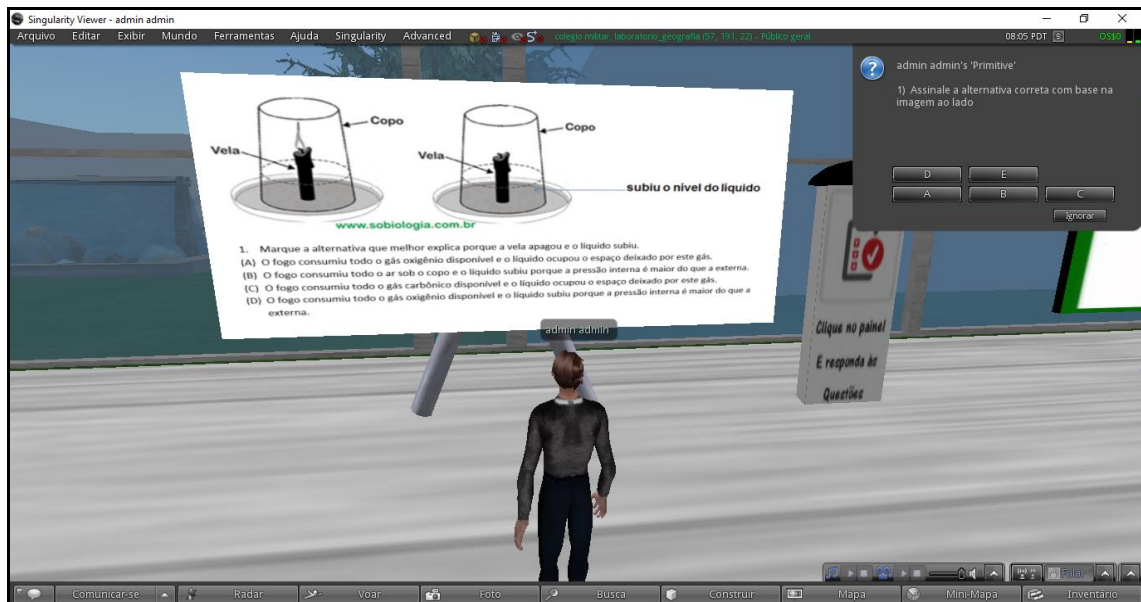 Singularity Viewer - admin admin
Arquivo Editar Exibir Mundo Ferramentas Ajuda Singularity Advanced colegio militar, laboratorio_geografia (57, 191, 22) - Público geral 08:05 PDT OS$0
admin admin's 'Primitive'
1) Assinale a alternativa correta com base na
imagem ao lado
D E
A B C
Ignorar
Copo
Vela
Copo
Vela
subiu o nível do líquido
www.sobiologia.com.br
1. Marque a alternativa que melhor explica porque a vela apagou e o líquido subiu.
(A) O fogo consumiu todo o gás oxigênio disponível e o líquido ocupou o espaço deixado por este gás.
(B) O fogo consumiu todo o ar sob o copo e o líquido subiu porque a pressão interna é maior do que a externa.
(C) O fogo consumiu todo o gás carbônico disponível e o líquido ocupou o espaço deixado por este gás.
(D) O fogo consumiu todo o gás oxigênio disponível e o líquido subiu porque a pressão interna é maior do que a
externa.
admin admin
Clique no painel
E responda às
Questões
Falar
Comunicar-se Radar Voar Foto Busca Construir Mapa Mini-Mapa Inventário